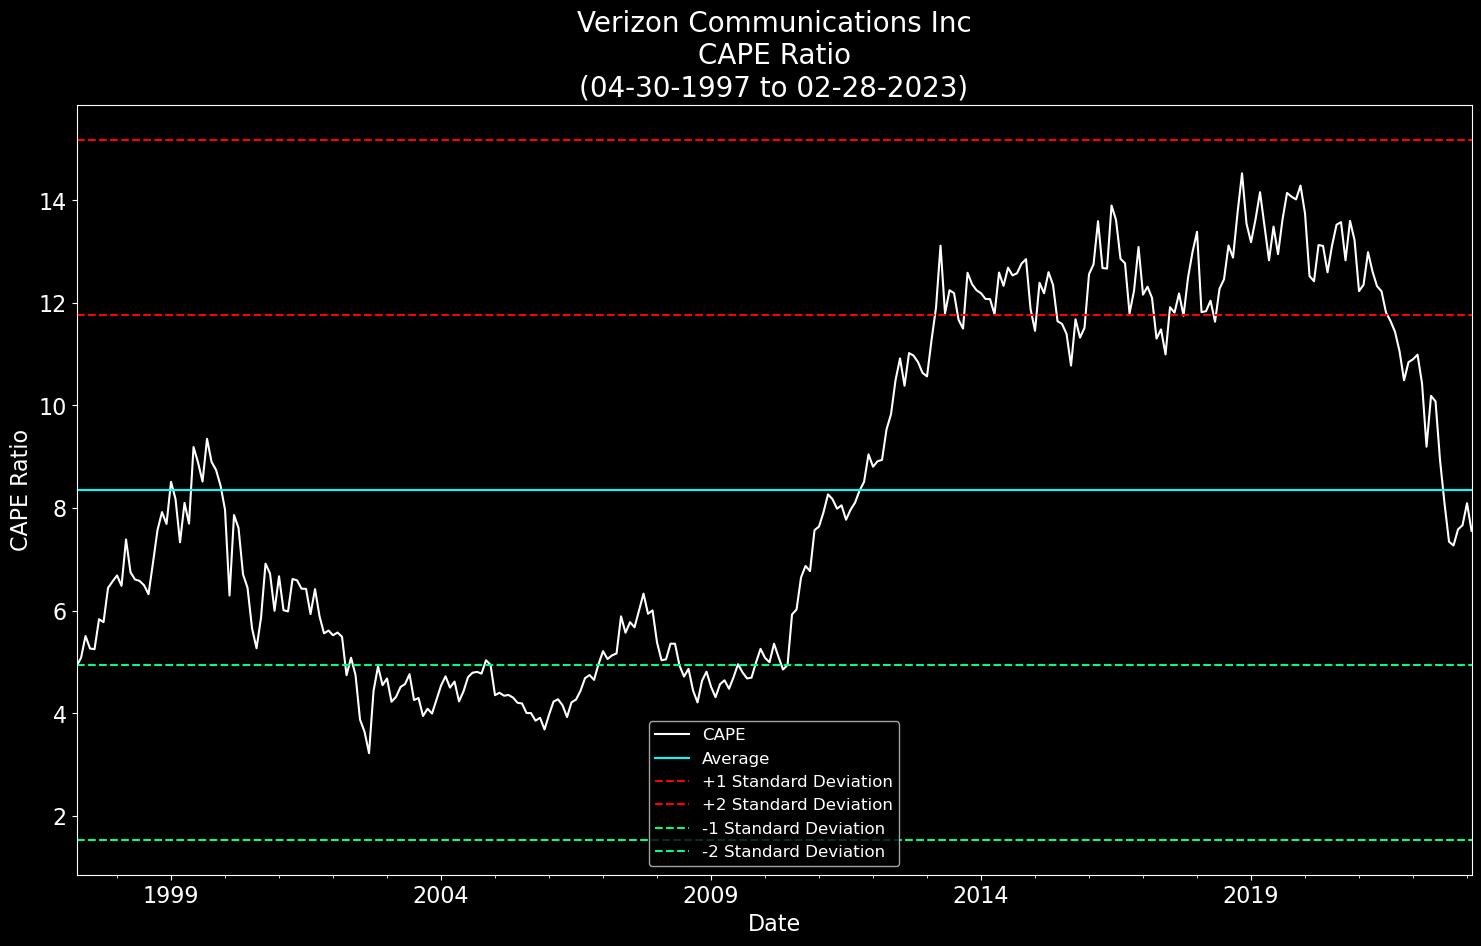 Verizon Communications Inc
CAPE Ratio
(04-30-1997 to 02-28-2023)
CAPE Ratio
14
12
10
8
6
4
2
CAPE
Average
+1 Standard Deviation
+2 Standard Deviation
-1 Standard Deviation
-2 Standard Deviation
1999 2004 2009 2014 2019
Date